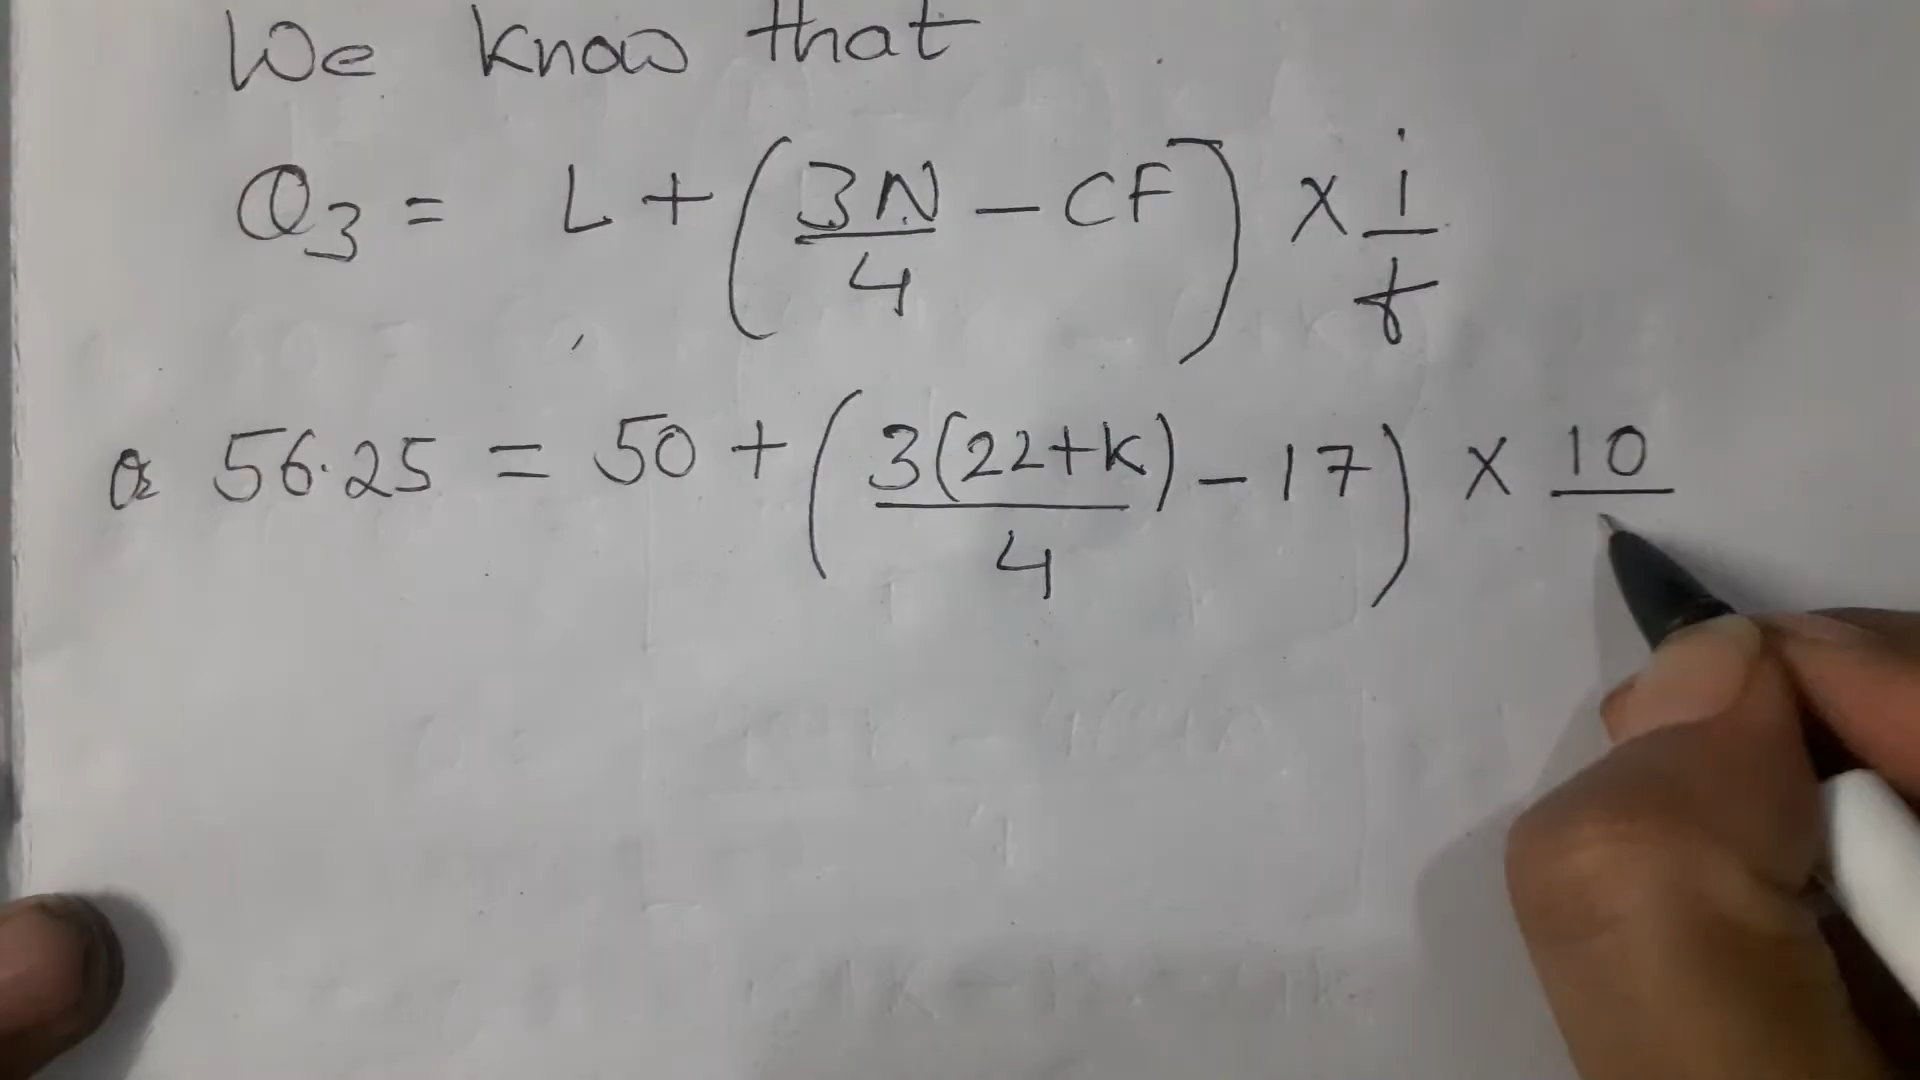 We know that
Q3 = L + (3N/4 - CF) × i/f
Or 56.25 = 50 + (3(22+k)/4 - 17) × 10/